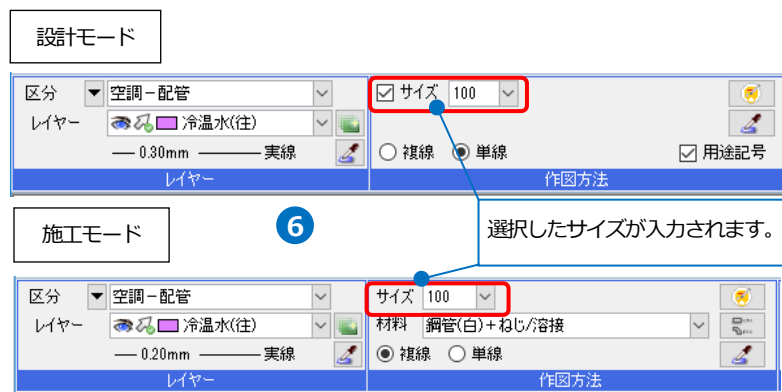 設計モード
区分 空調－配管 サイズ 100
レイヤー 冷温水(往)
0.30mm 実線 複線 単線 用途記号
レイヤー 作図方法
施工モード 6 選択したサイズが入力されます。
区分 空調－配管 サイズ 100
レイヤー 冷温水(往) 材料 鋼管(白)+ねじ/溶接
0.20mm 実線 複線 単線
レイヤー 作図方法